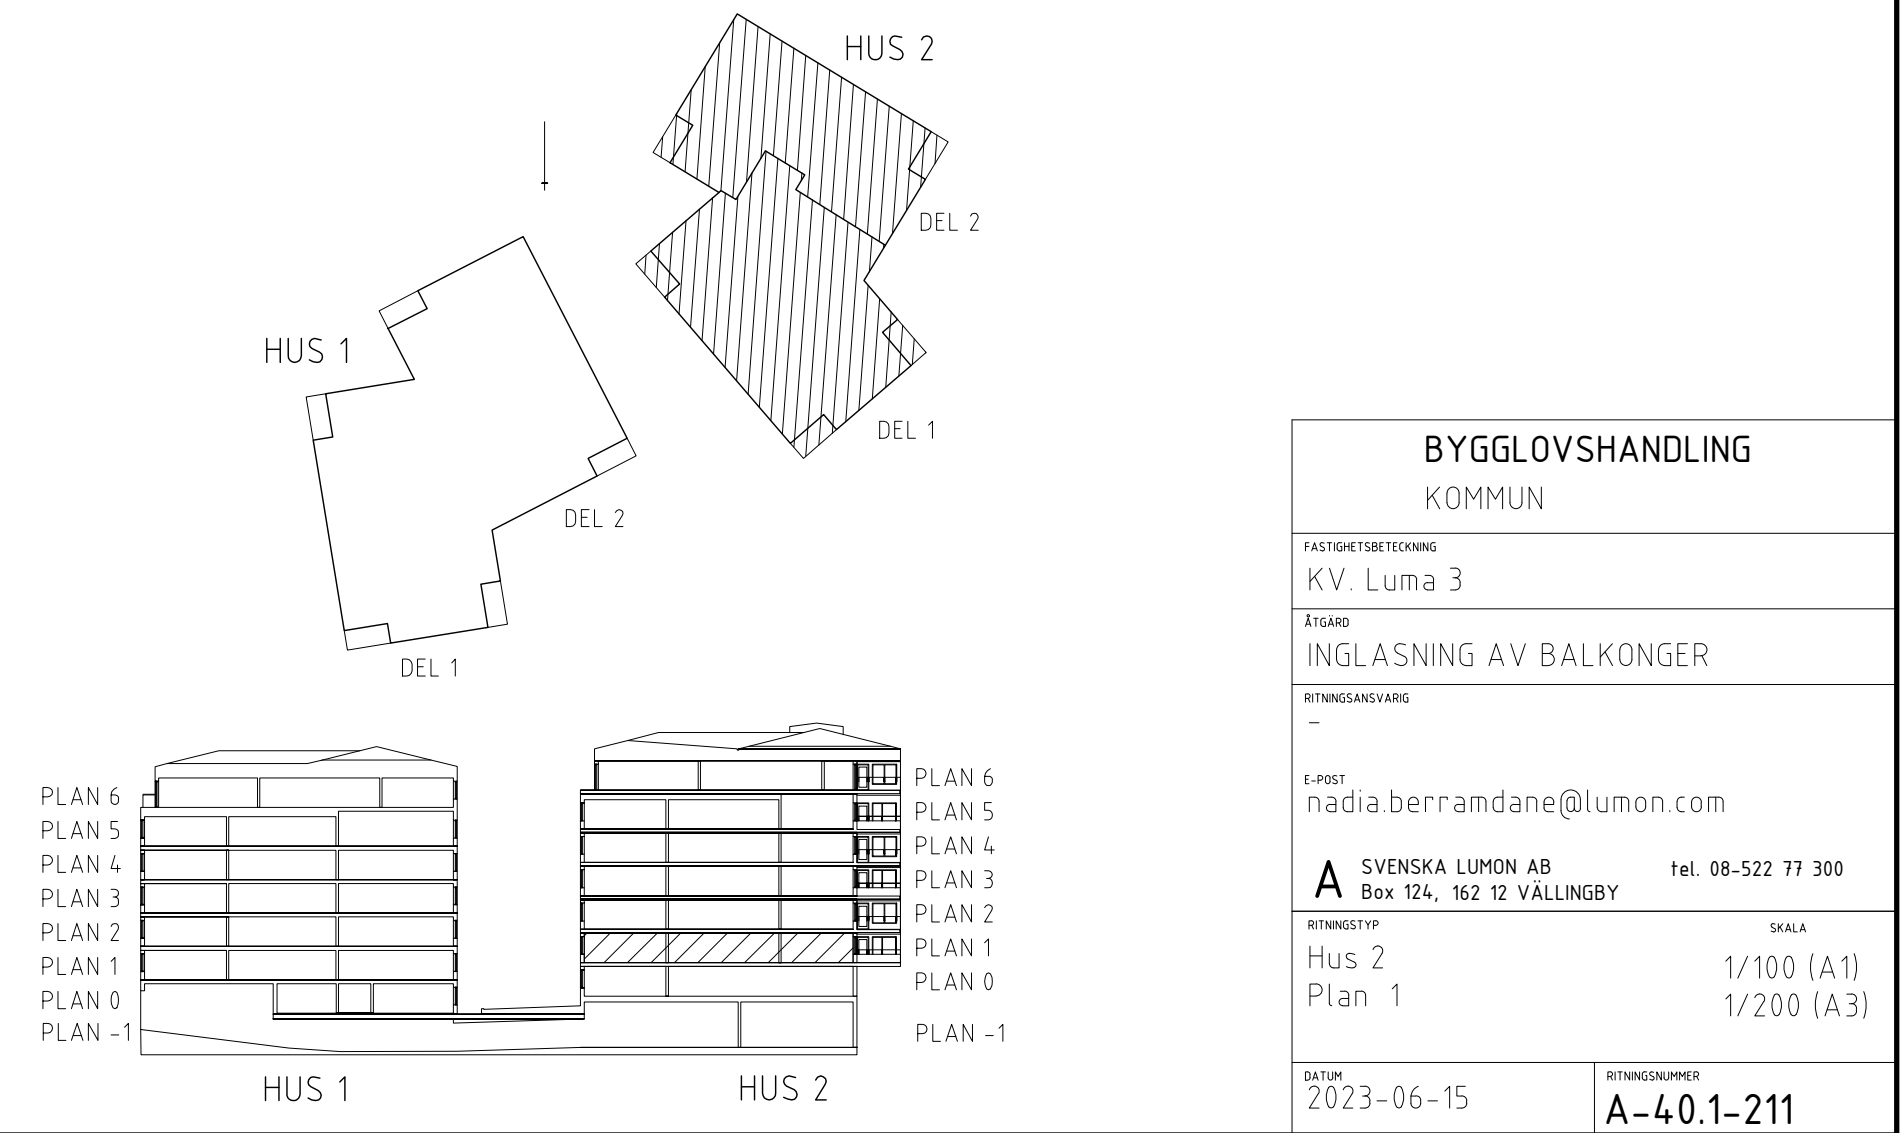 HUS 2
DEL 2
HUS 1
DEL 1
DEL 2
DEL 1
PLAN 6
PLAN 5
PLAN 4
PLAN 3
PLAN 2
PLAN 1
PLAN 0
PLAN -1
PLAN 6
PLAN 5
PLAN 4
PLAN 3
PLAN 2
PLAN 1
PLAN 0
PLAN -1
HUS 1
HUS 2
BYGGLOVSHANDLING
KOMMUN
FASTIGHETSBETECKNING
KV. Luma 3
ÅTGÄRD
INGLASNING AV BALKONGER
RITNINGSANSVARIG
-
E-POST
nadia.berramdane@lumon.com
A SVENSKA LUMON AB tel. 08-522 77 300
Box 124, 162 12 VÄLLINGBY
RITNINGSTYP SKALA
Hus 2 1/100 (A1)
Plan 1 1/200 (A3)
DATUM
2023-06-15
RITNINGSNUMMER
A-40.1-211